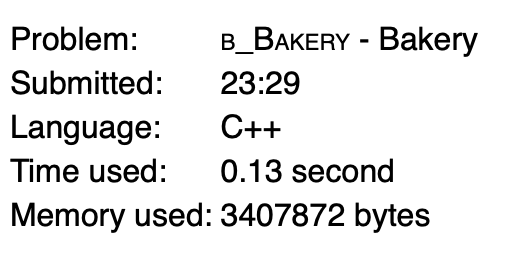 Problem: B_BAKERY - Bakery
Submitted: 23:29
Language: C++
Time used: 0.13 second
Memory used: 3407872 bytes